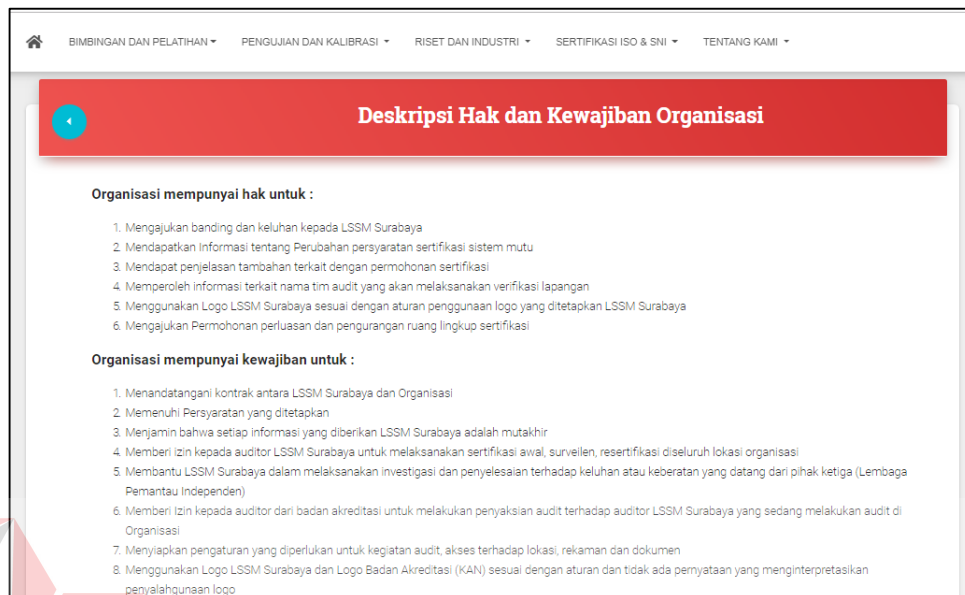 BIMBINGAN DAN PELATIHAN PENGUJIAN DAN KALIBRASI RISET DAN INDUSTRI SERTIFIKASI ISO & SNI TENTANG KAMI
Deskripsi Hak dan Kewajiban Organisasi
Organisasi mempunyai hak untuk :
1. Mengajukan banding dan keluhan kepada LSSM Surabaya
2. Mendapatkan Informasi tentang Perubahan persyaratan sertifikasi sistem mutu
3. Mendapat penjelasan tambahan terkait dengan permohonan sertifikasi
4. Memperoleh informasi terkait nama tim audit yang akan melaksanakan verifikasi lapangan
5. Menggunakan Logo LSSM Surabaya sesuai dengan aturan penggunaan logo yang ditetapkan LSSM Surabaya
6. Mengajukan Permohonan perluasan dan pengurangan ruang lingkup sertifikasi
Organisasi mempunyai kewajiban untuk :
1. Menandatangani kontrak antara LSSM Surabaya dan Organisasi
2. Memenuhi Persyaratan yang ditetapkan
3. Menjamin bahwa setiap informasi yang diberikan LSSM Surabaya adalah mutakhir
4. Memberi izin kepada auditor LSSM Surabaya untuk melaksanakan sertifikasi awal, surveilen, resertifikasi diseluruh lokasi organisasi
5. Membantu LSSM Surabaya dalam melaksanakan investigasi dan penyelesaian terhadap keluhan atau keberatan yang datang dari pihak ketiga (Lembaga
Pemantau Independen)
6. Memberi Izin kepada auditor dari badan akreditasi untuk melakukan penyaksian audit terhadap auditor LSSM Surabaya yang sedang melakukan audit di
Organisasi
7. Menyiapkan pengaturan yang diperlukan untuk kegiatan audit, akses terhadap lokasi, rekaman dan dokumen
8. Menggunakan Logo LSSM Surabaya dan Logo Badan Akreditasi (KAN) sesuai dengan aturan dan tidak ada pernyataan yang menginterpretasikan
penyalahgunaan logo